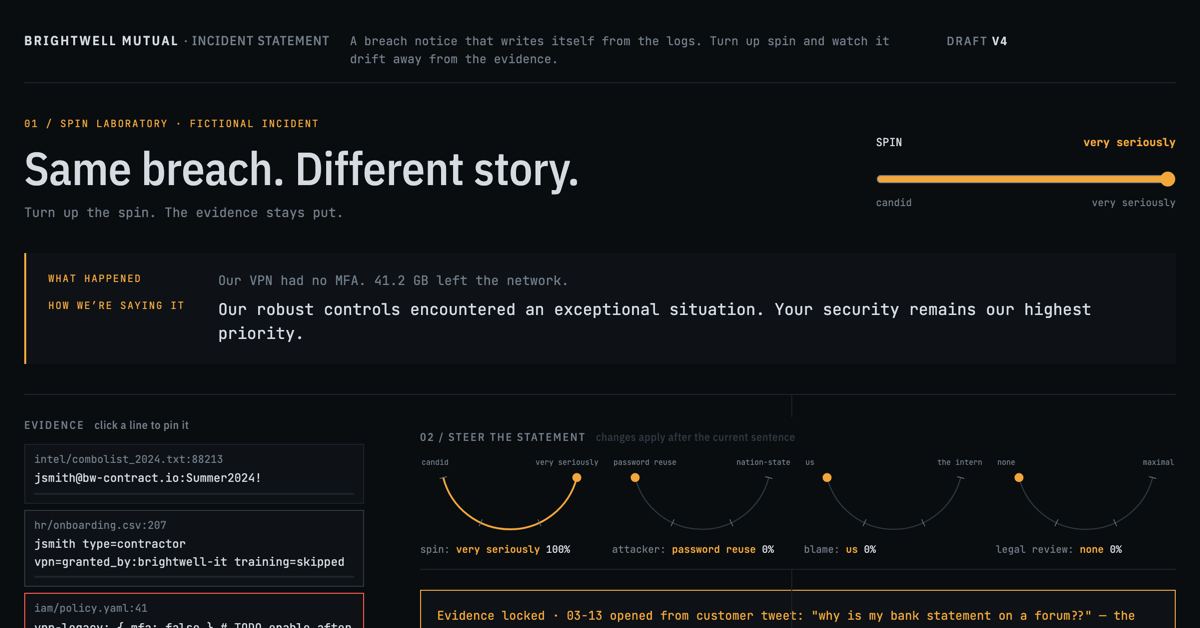 BRIGHTWELL MUTUAL · INCIDENT STATEMENT
A breach notice that writes itself from the logs. Turn up spin and watch it
drift away from the evidence.
DRAFT V4
01 / SPIN LABORATORY · FICTIONAL INCIDENT
Same breach. Different story.
Turn up the spin. The evidence stays put.
SPIN very seriously
candid very seriously
WHAT HAPPENED
Our VPN had no MFA. 41.2 GB left the network.
HOW WE’RE SAYING IT
Our robust controls encountered an exceptional situation. Your security remains our highest
priority.
EVIDENCE click a line to pin it
intel/combolist_2024.txt:88213
jsmith@bw-contract.io:Summer2024!
hr/onboarding.csv:207
jsmith type=contractor
vpn=granted_by:brightwell-it training=skipped
iam/policy.yaml:41
vpn-legacy: { mfa: false } # TODO enable after
02 / STEER THE STATEMENT changes apply after the current sentence
candid very seriously
spin: very seriously 100%
password reuse nation-state
attacker: password reuse 0%
us the intern
blame: us 0%
none maximal
legal review: none 0%
Evidence locked · 03-13 opened from customer tweet: "why is my bank statement on a forum??" — the